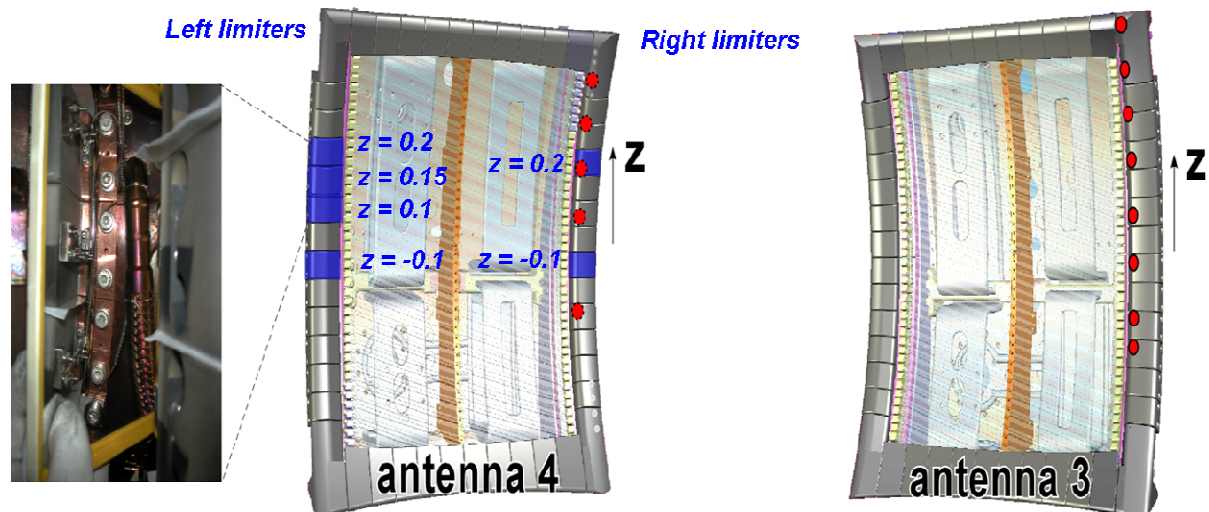 Left limiters
Right limiters
z = 0.2
z = 0.2
z
z
z = 0.15
z = 0.1
z = -0.1
z = -0.1
antenna 4
antenna 3